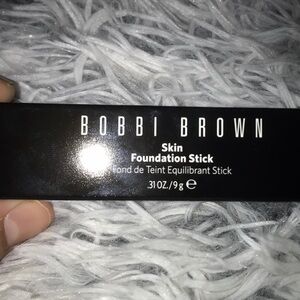 BOBBI BROWN
Skin
Foundation Stick
Fond de Teint Equilibrant Stick
.31 OZ./9 g ℮